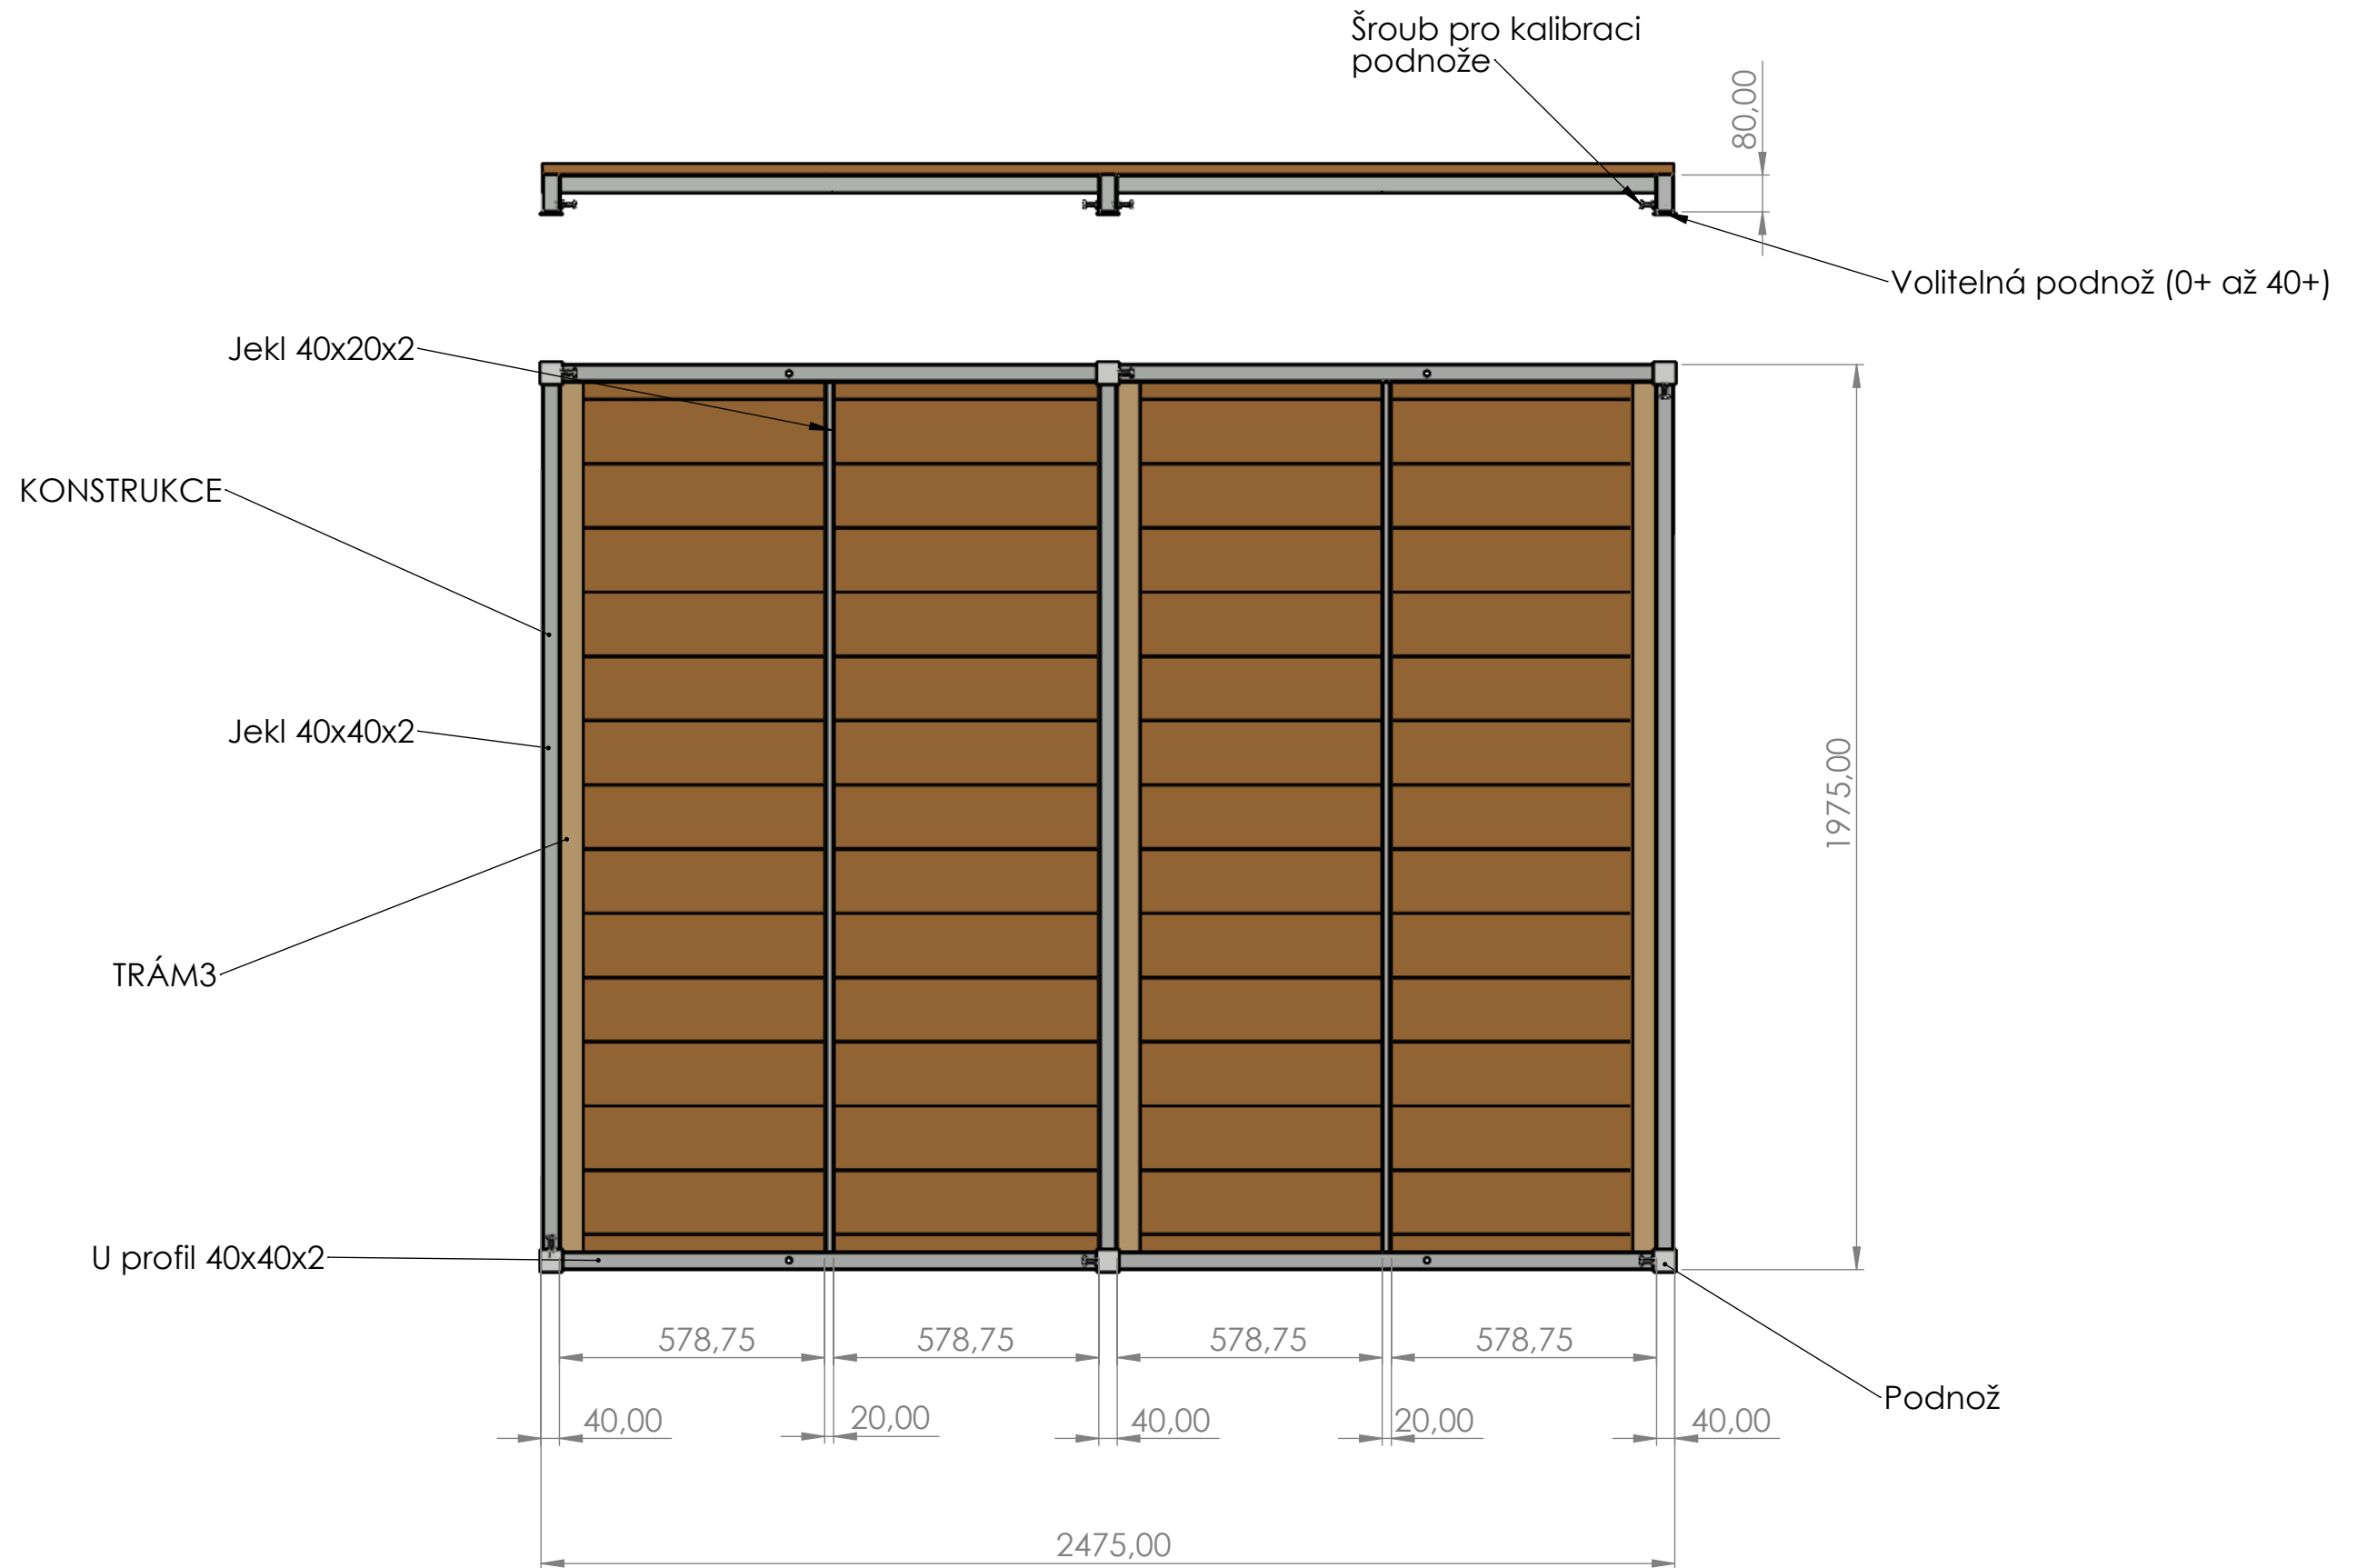 Šroub pro kalibraci
podnože
80,00
Volitelná podnož (0+ až 40+)
Jekl 40x20x2
KONSTRUKCE
Jekl 40x40x2
1975,00
TRÁM3
U profil 40x40x2
578,75
578,75
578,75
578,75
Podnož
40,00
20,00
40,00
20,00
40,00
2475,00